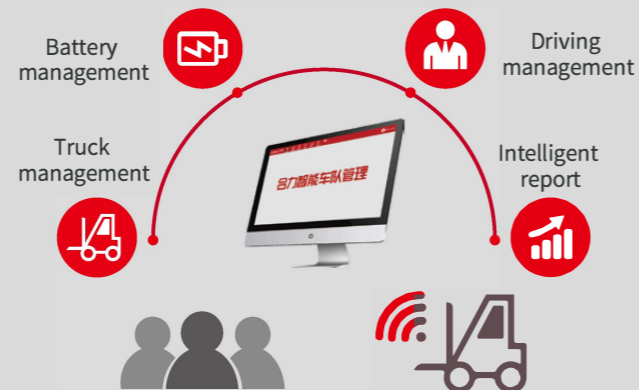 Battery
management
Driving
management
Truck
management
Intelligent
report
合力智能车队管理